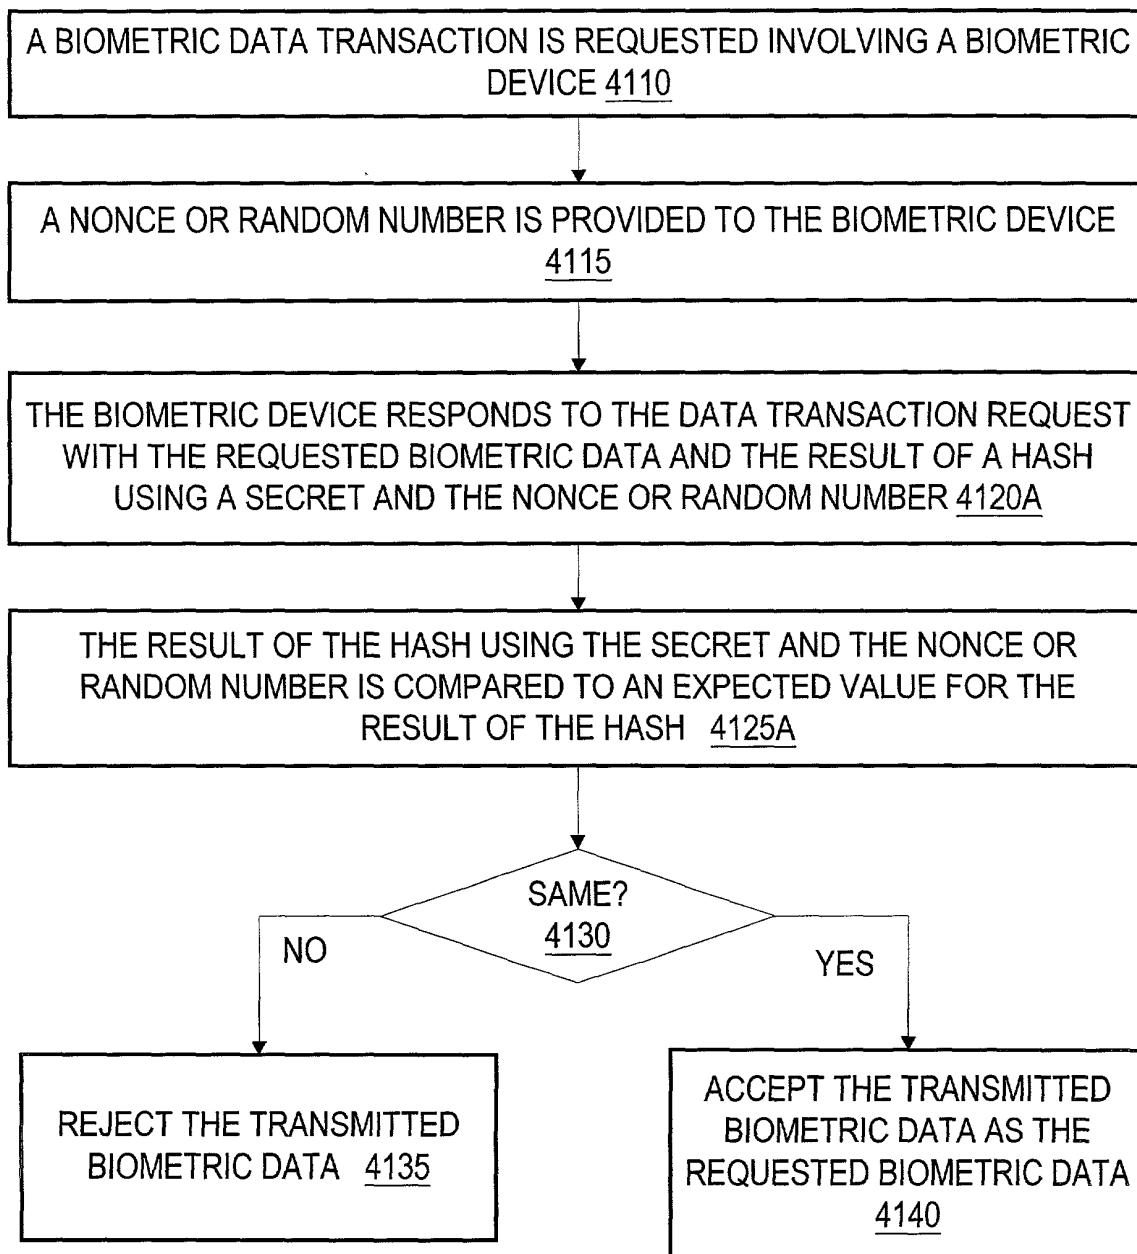 A BIOMETRIC DATA TRANSACTION IS REQUESTED INVOLVING A BIOMETRIC
DEVICE 4110
A NONCE OR RANDOM NUMBER IS PROVIDED TO THE BIOMETRIC DEVICE
4115
THE BIOMETRIC DEVICE RESPONDS TO THE DATA TRANSACTION REQUEST
WITH THE REQUESTED BIOMETRIC DATA AND THE RESULT OF A HASH
USING A SECRET AND THE NONCE OR RANDOM NUMBER 4120A
THE RESULT OF THE HASH USING THE SECRET AND THE NONCE OR
RANDOM NUMBER IS COMPARED TO AN EXPECTED VALUE FOR THE
RESULT OF THE HASH 4125A
SAME?
4130
NO
YES
REJECT THE TRANSMITTED
BIOMETRIC DATA 4135
ACCEPT THE TRANSMITTED
BIOMETRIC DATA AS THE
REQUESTED BIOMETRIC DATA
4140